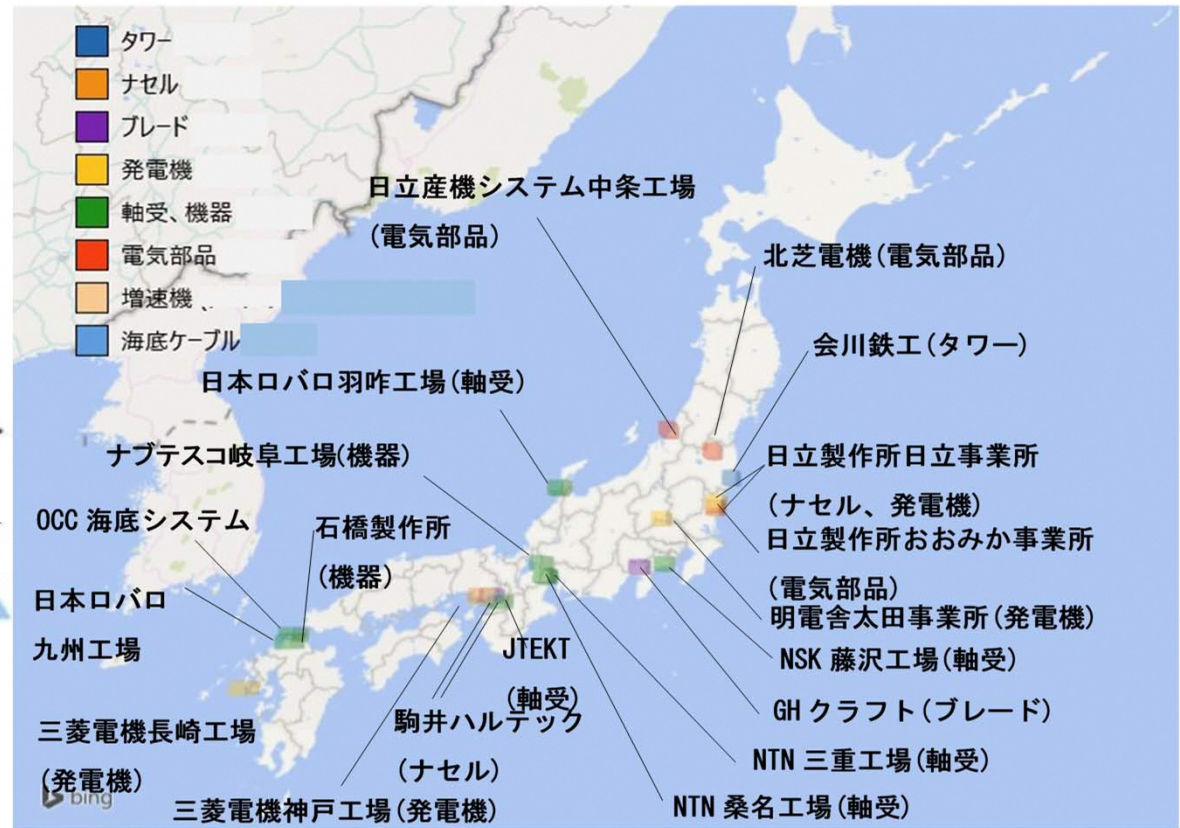 タワー
ナセル
ブレード
発電機
軸受、機器
電気部品
増速機
海底ケーブル
日立産機システム中条工場
(電気部品)
北芝電機(電気部品)
会川鉄工(タワー)
日本ロバロ羽咋工場(軸受)
ナブテスコ岐阜工場(機器)
日立製作所日立事業所
(ナセル、発電機)
OCC 海底システム
石橋製作所
(機器)
日立製作所おおみか事業所
(電気部品)
日本ロバロ
九州工場
明電舎太田事業所(発電機)
JTEKT
(軸受)
NSK 藤沢工場(軸受)
GH クラフト(ブレード)
三菱電機長崎工場
(発電機)
駒井ハルテック
(ナセル)
NTN 三重工場(軸受)
三菱電機神戸工場(発電機)
NTN 桑名工場(軸受)
bing